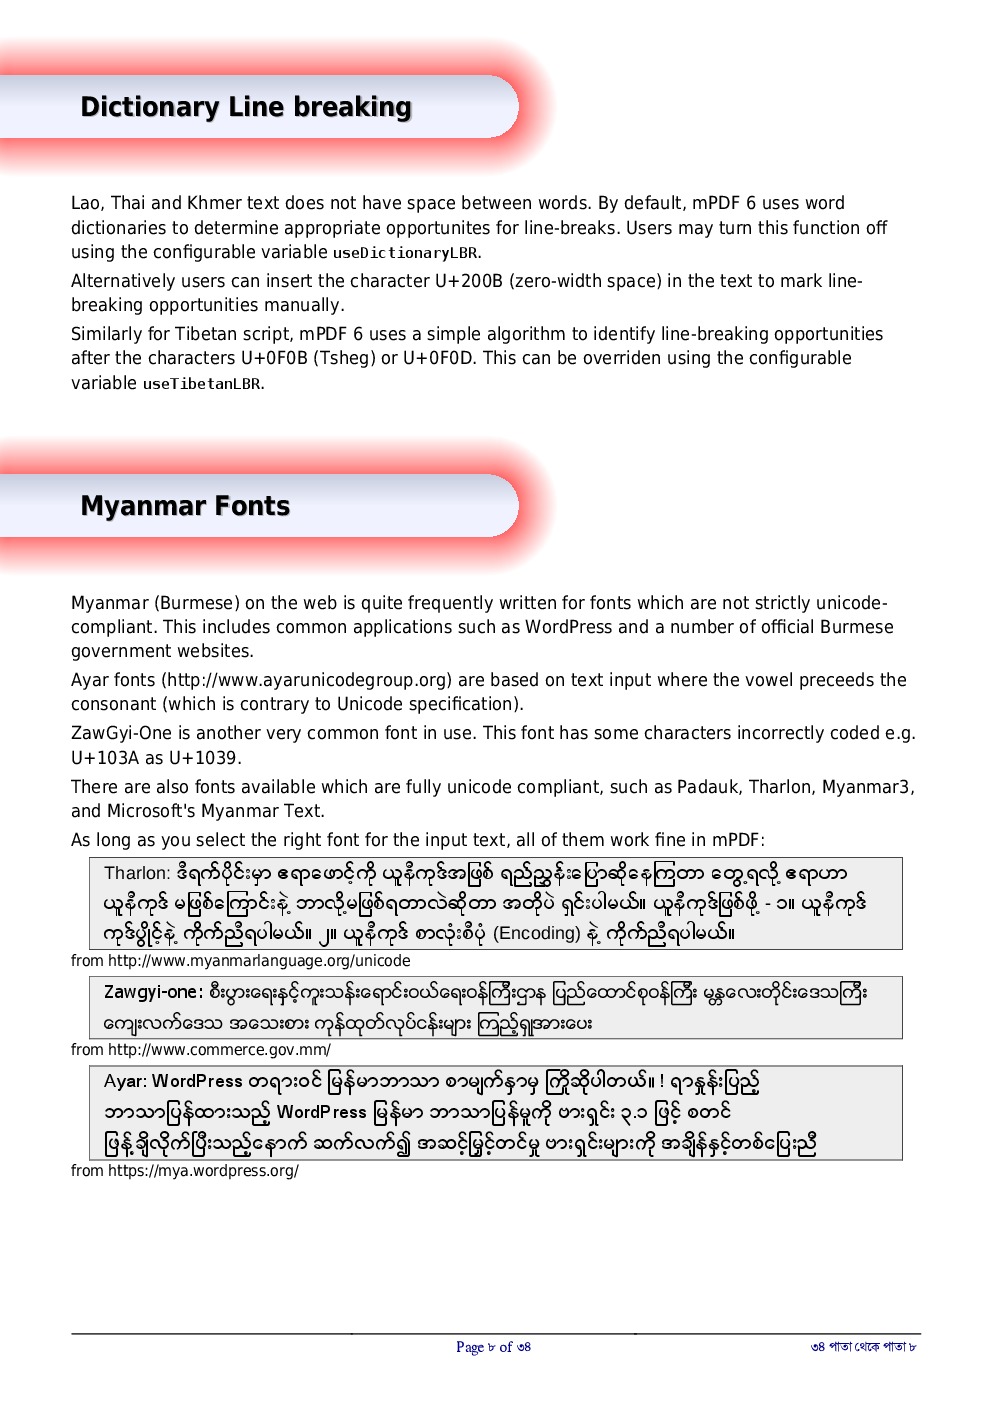 Dictionary Line breaking
Lao, Thai and Khmer text does not have space between words. By default, mPDF 6 uses word
dictionaries to determine appropriate opportunites for line-breaks. Users may turn this function off
using the configurable variable useDictionaryLBR.
Alternatively users can insert the character U+200B (zero-width space) in the text to mark line-
breaking opportunities manually.
Similarly for Tibetan script, mPDF 6 uses a simple algorithm to identify line-breaking opportunities
after the characters U+0F0B (Tsheg) or U+0F0D. This can be overriden using the configurable
variable useTibetanLBR.
Myanmar Fonts
Myanmar (Burmese) on the web is quite frequently written for fonts which are not strictly unicode-
compliant. This includes common applications such as WordPress and a number of official Burmese
government websites.
Ayar fonts (http://www.ayarunicodegroup.org) are based on text input where the vowel preceeds the
consonant (which is contrary to Unicode specification).
ZawGyi-One is another very common font in use. This font has some characters incorrectly coded e.g.
U+103A as U+1039.
There are also fonts available which are fully unicode compliant, such as Padauk, Tharlon, Myanmar3,
and Microsoft's Myanmar Text.
As long as you select the right font for the input text, all of them work fine in mPDF:
Tharlon: ဒီရက်ပိုင်းမှာ ဧရာဖောင့်ကို ယူနီကုဒ်အဖြစ် ရည်ညွှန်းပြောဆိုနေကြတာ တွေ့ရလို့ ဧရာဟာ
ယူနီကုဒ် မဖြစ်ကြောင်းနဲ့ ဘာလို့မဖြစ်ရတာလဲဆိုတာ အတိုပဲ ရှင်းပါမယ်။ ယူနီကုဒ်ဖြစ်ဖို့ - ၁။ ယူနီကုဒ်
ကုဒ်ပွိုင့်နဲ့ ကိုက်ညီရပါမယ်။ ၂။ ယူနီကုဒ် စာလုံးစီပုံ (Encoding) နဲ့ ကိုက်ညီရပါမယ်။
from http://www.myanmarlanguage.org/unicode
Zawgyi-one: စီးပွားရေးနှင့်ကူးသန်းရောင်းဝယ်ရေးဝန်ကြီးဌာန ပြည်ထောင်စုဝန်ကြီး မန္တလေးတိုင်းဒေသကြီး
ကျေးလက်ဒေသ အသေးစား ကုန်ထုတ်လုပ်ငန်းများ ကြည့်ရှုအားပေး
from http://www.commerce.gov.mm/
Ayar: WordPress တရားဝင် မြန်မာဘာသာ စာမျက်နှာမှ ကြိုဆိုပါတယ်။ ! ရာနှုန်းပြည့်
ဘာသာပြန်ထားသည့် WordPress မြန်မာ ဘာသာပြန်မူကို ဗားရှင်း ၃.၁ ဖြင့် စတင်
ဖြန့်ချိလိုက်ပြီးသည့်နောက် ဆက်လက်၍ အဆင့်မြှင့်တင်မှု ဗားရှင်းများကို အချိန်နှင့်တစ်ပြေးညီ
from https://mya.wordpress.org/
Page ৮ of ৩৪
৩৪ পাতা থেকে পাতা ৮